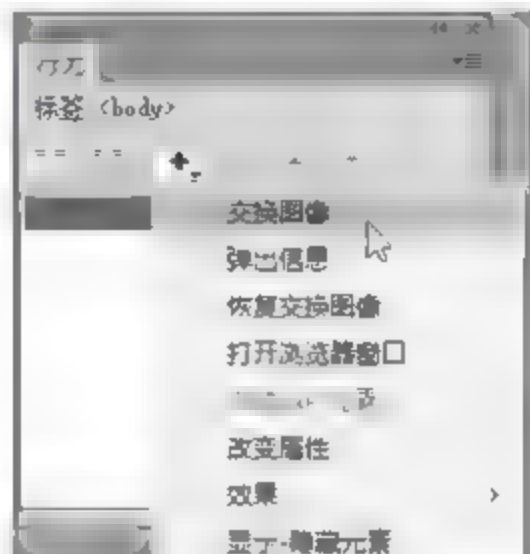 行为
标签 <body>
交换图像
弹出信息
恢复交换图像
打开浏览器窗口
改变属性
效果
显示-隐藏元素